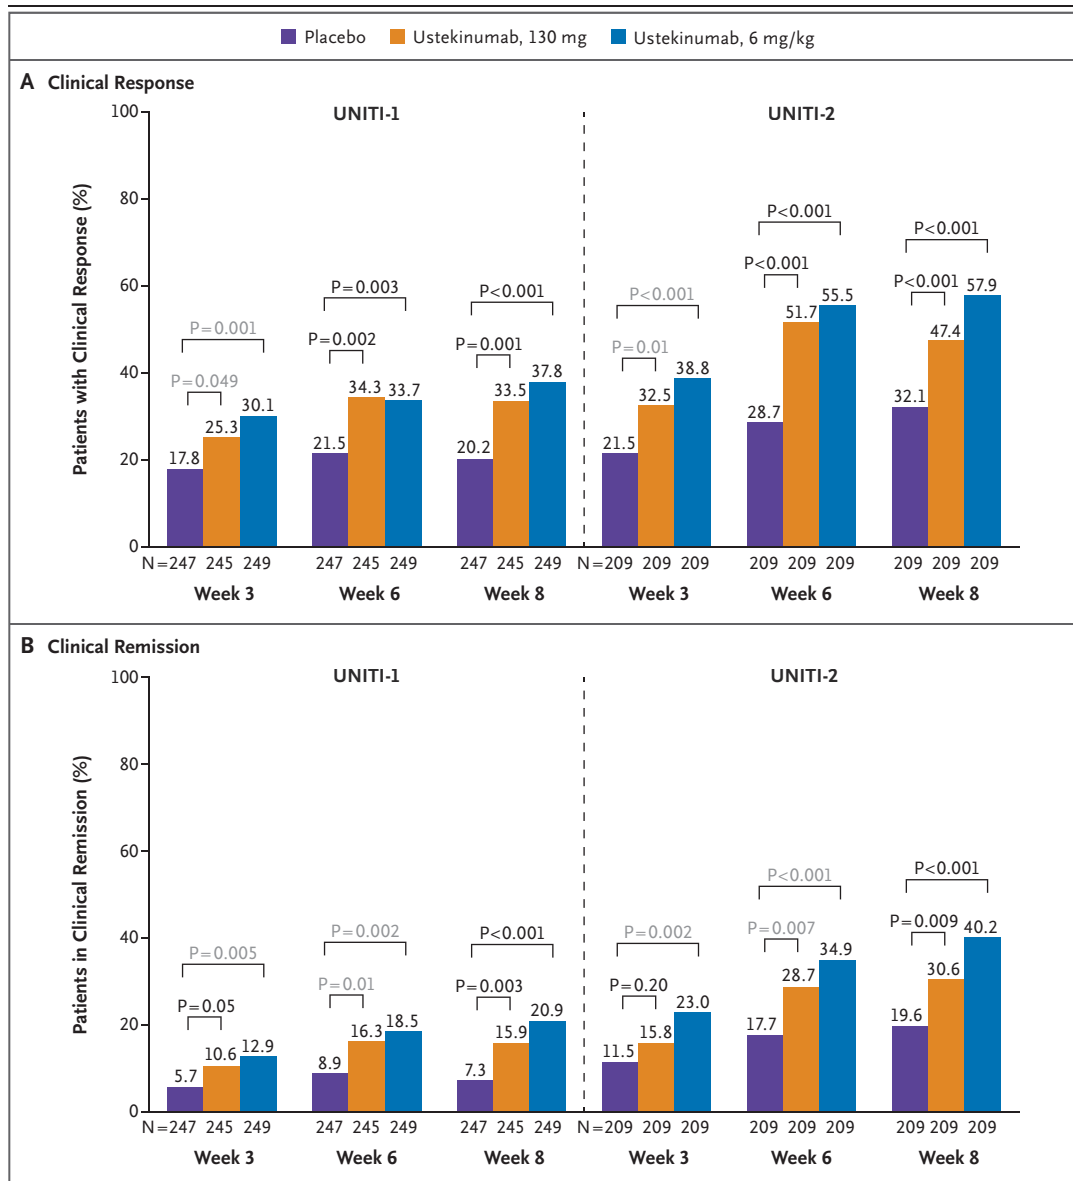 Placebo Ustekinumab, 130 mg Ustekinumab, 6 mg/kg
A Clinical Response
UNITI-1 UNITI-2
Patients with Clinical Response (%)
100
80
60
40
20
0
P=0.001
P=0.049
17.8 25.3 30.1
P=0.003
P=0.002
21.5 34.3 33.7
P<0.001
P=0.001
20.2 33.5 37.8
P<0.001
P=0.01
21.5 32.5 38.8
P<0.001
P<0.001
28.7 51.7 55.5
P<0.001
P<0.001
32.1 47.4 57.9
N=247 245 249 247 245 249 247 245 249 N=209 209 209 209 209 209 209 209 209
Week 3 Week 6 Week 8 Week 3 Week 6 Week 8
B Clinical Remission
UNITI-1 UNITI-2
Patients in Clinical Remission (%)
100
80
60
40
20
0
P=0.005
P=0.05
5.7 10.6 12.9
P=0.002
P=0.01
8.9 16.3 18.5
P<0.001
P=0.003
7.3 15.9 20.9
P=0.002
P=0.20
11.5 15.8 23.0
P<0.001
P=0.007
17.7 28.7 34.9
P<0.001
P=0.009
19.6 30.6 40.2
N=247 245 249 247 245 249 247 245 249 N=209 209 209 209 209 209 209 209 209
Week 3 Week 6 Week 8 Week 3 Week 6 Week 8